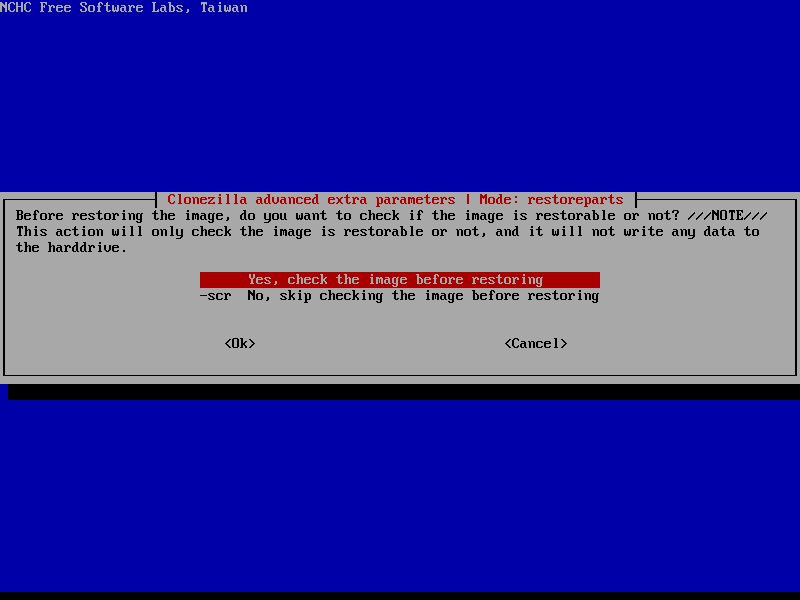 NCHC Free Software Labs, Taiwan
Clonezilla advanced extra parameters | Mode: restoreparts
Before restoring the image, do you want to check if the image is restorable or not? ///NOTE///
This action will only check the image is restorable or not, and it will not write any data to
the harddrive.
Yes, check the image before restoring
-scr  No, skip checking the image before restoring
<Ok>
<Cancel>